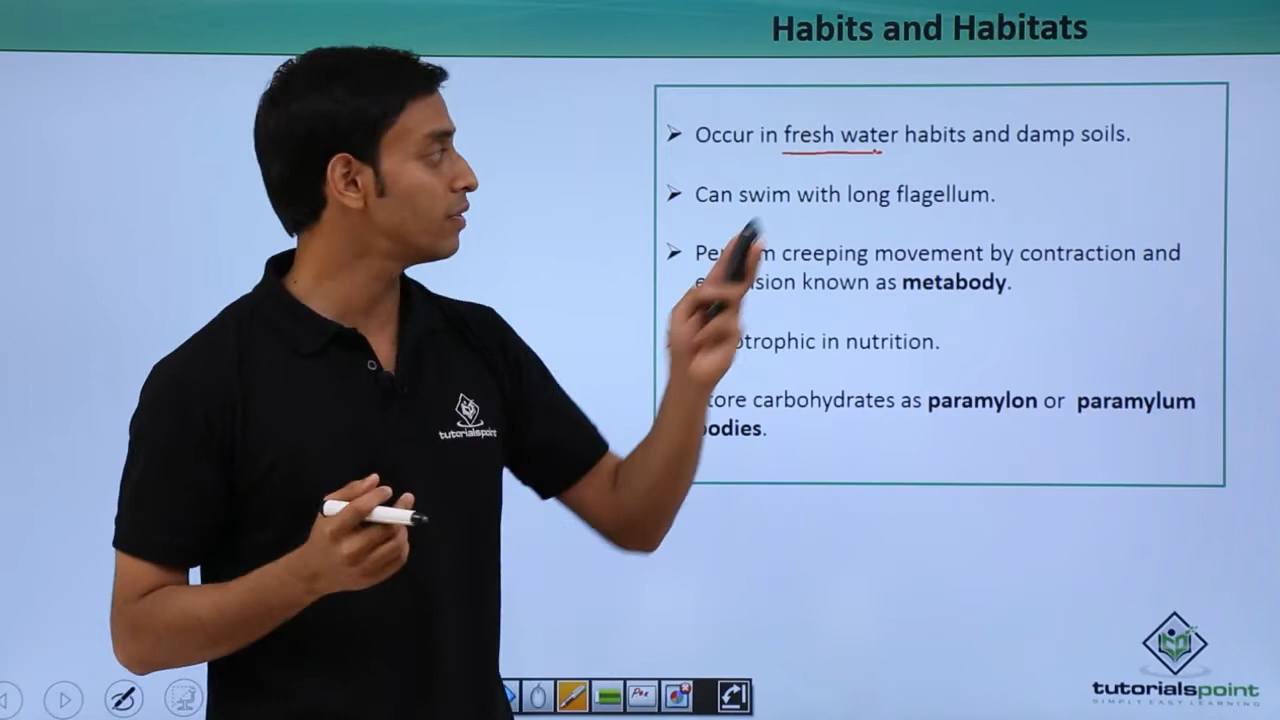 Habits and Habitats
Occur in fresh water habits and damp soils.
Can swim with long flagellum.
creeping movement by contraction and
known as metabody.
in nutrition.
carbohydrates as paramylon or paramylum
tutorialspoint
Pen
tutorialspoint
SIMPLY EASY LEARNING